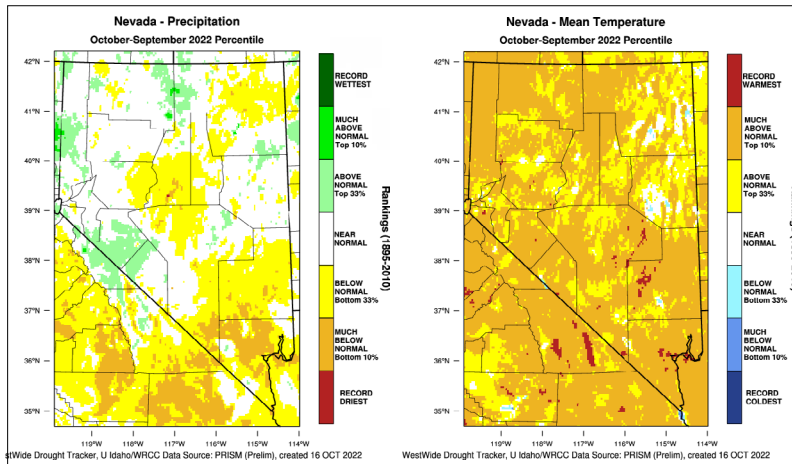 Nevada - Precipitation
October-September 2022 Percentile
42°N
41°N
40°N
39°N
38°N
37°N
36°N
35°N
119°W 118°W 117°W 116°W 115°W 114°W
RECORD
WETTEST
MUCH
ABOVE
NORMAL
Top 10%
ABOVE
NORMAL
Top 33%
NEAR
NORMAL
BELOW
NORMAL
Bottom 33%
MUCH
BELOW
NORMAL
Bottom 10%
RECORD
DRIEST
Rankings (1895-2010)
stWide Drought Tracker, U Idaho/WRCC Data Source: PRISM (Prelim), created 16 OCT 2022
Nevada - Mean Temperature
October-September 2022 Percentile
42°N
41°N
40°N
39°N
38°N
37°N
36°N
35°N
119°W 118°W 117°W 116°W 115°W 114°W
RECORD
WARMEST
MUCH
ABOVE
NORMAL
Top 10%
ABOVE
NORMAL
Top 33%
NEAR
NORMAL
BELOW
NORMAL
Bottom 33%
MUCH
BELOW
NORMAL
Bottom 10%
RECORD
COLDEST
WestWide Drought Tracker, U Idaho/WRCC Data Source: PRISM (Prelim), created 16 OCT 2022